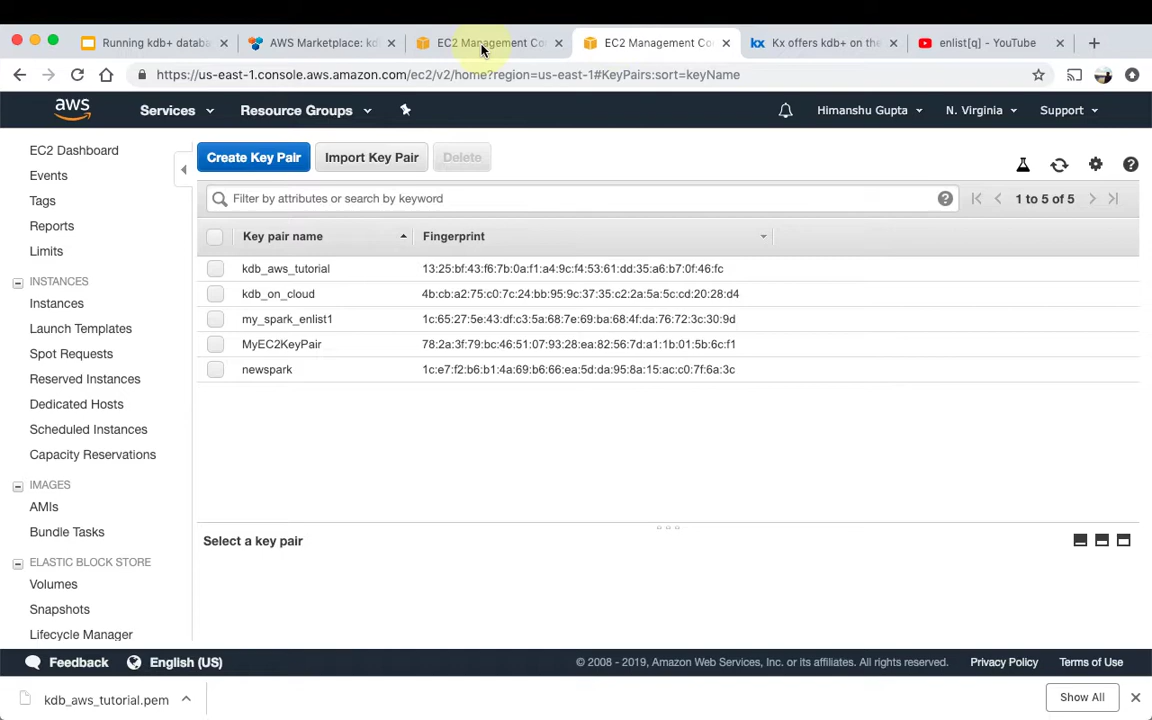 Running kdb+ datab
AWS Marketplace: kd
EC2 Management Co
EC2 Management Co
Kx offers kdb+ on the
enlist[q] - YouTube
https://us-east-1.console.aws.amazon.com/ec2/v2/home?region=us-east-1#KeyPairs:sort=keyName
aws
Services
Resource Groups
Himanshu Gupta
N. Virginia
Support
EC2 Dashboard
Events
Tags
Reports
Limits
INSTANCES
Instances
Launch Templates
Spot Requests
Reserved Instances
Dedicated Hosts
Scheduled Instances
Capacity Reservations
IMAGES
AMIs
Bundle Tasks
ELASTIC BLOCK STORE
Volumes
Snapshots
Lifecycle Manager
Create Key Pair
Import Key Pair
Delete
Filter by attributes or search by keyword
1 to 5 of 5
Key pair name Fingerprint
kdb_aws_tutorial 13:25:bf:43:f6:7b:0a:f1:a4:9c:f4:53:61:dd:35:a6:b7:0f:46:fc
kdb_on_cloud 4b:cb:a2:75:c0:7c:24:bb:95:9c:37:35:c2:2a:5a:5c:cd:20:28:d4
my_spark_enlist1 1c:65:27:5e:43:df:c3:5a:68:7e:69:ba:68:4f:da:76:72:3c:30:9d
MyEC2KeyPair 78:2a:3f:79:bc:46:51:07:93:28:ea:82:56:7d:a1:1b:01:5b:6c:f1
newspark 1c:e7:f2:b6:b1:4a:69:b6:66:ea:5d:da:95:8a:15:ac:c0:7f:6a:3c
Select a key pair
Feedback
English (US)
© 2008 - 2019, Amazon Web Services, Inc. or its affiliates. All rights reserved.
Privacy Policy
Terms of Use
kdb_aws_tutorial.pem
Show All